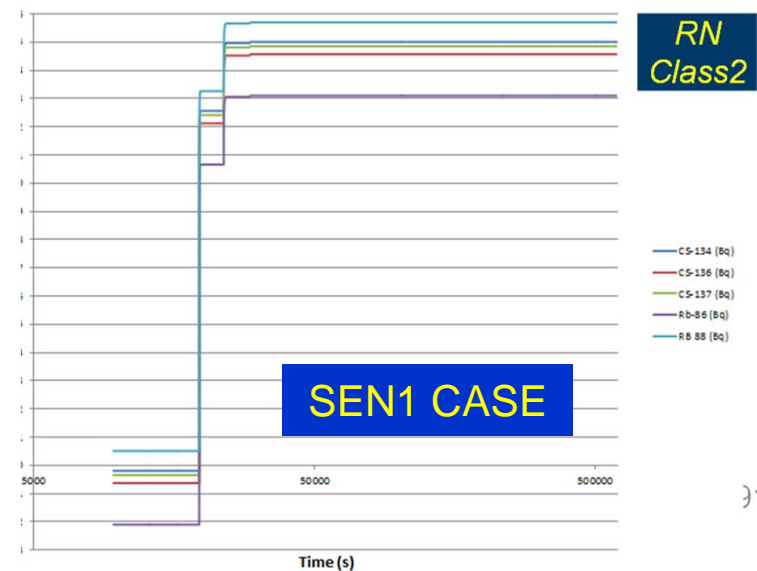 RN
Class2
CS-134 (Bq)
CS-136 (Bq)
CS-137 (Bq)
Rb-86 (Bq)
RB 88 (Bq)
SEN1 CASE
5000
50000
500000
Time (s)